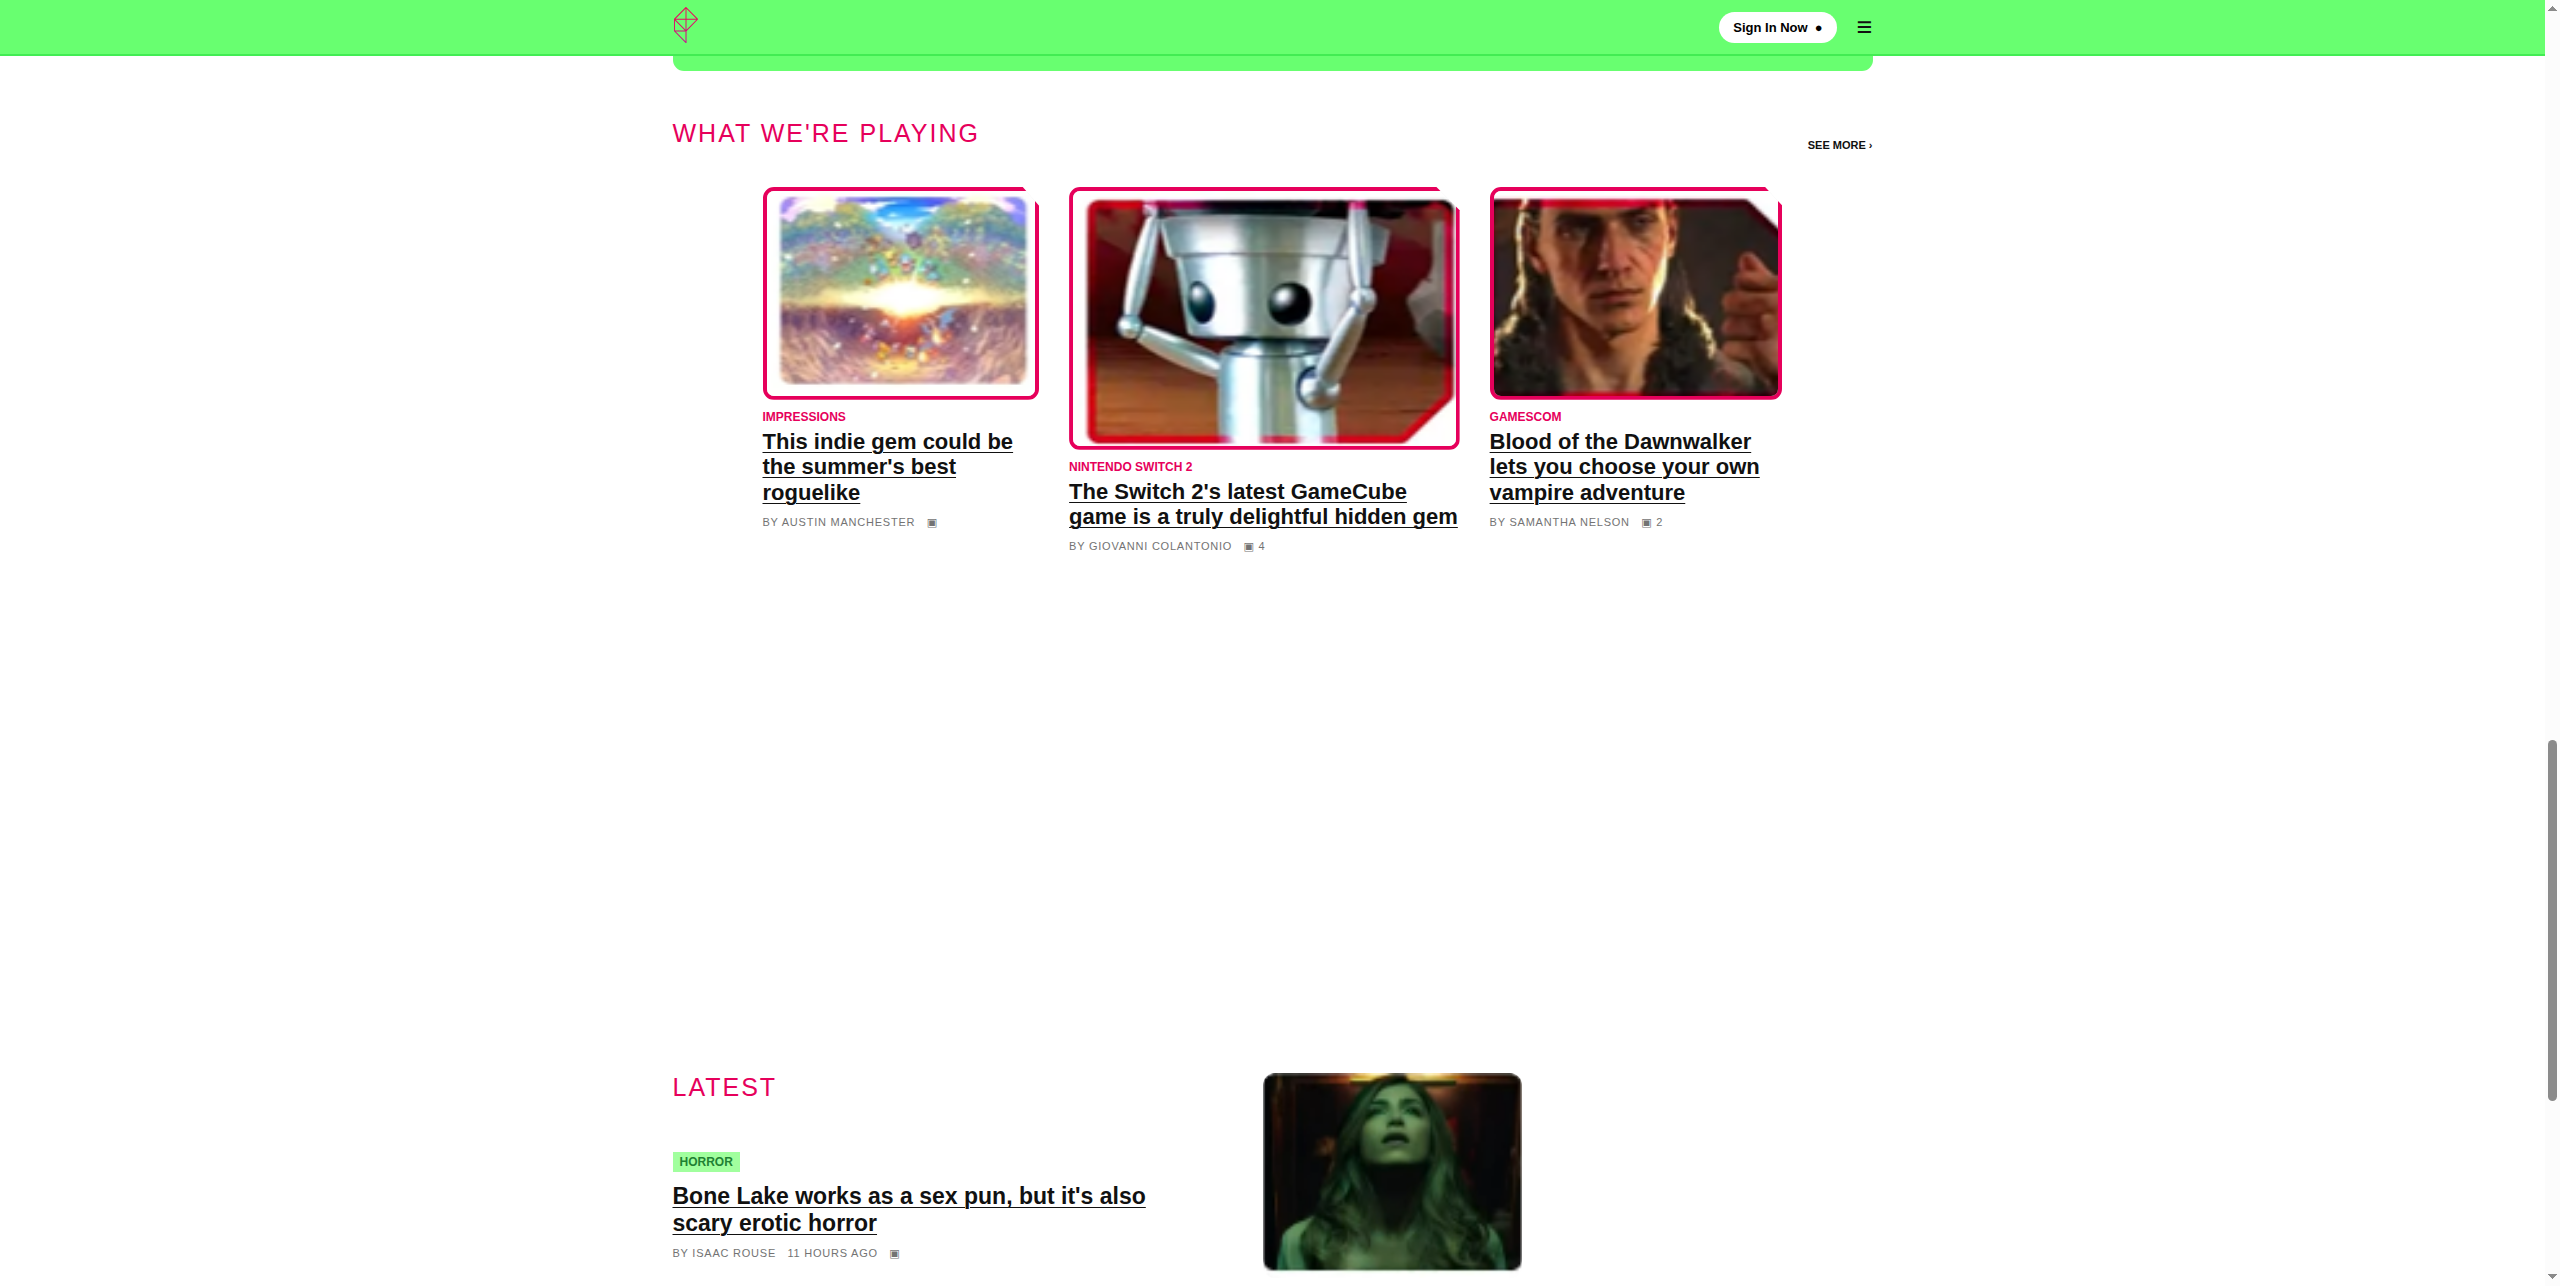 Sign In Now
WHAT WE'RE PLAYING
SEE MORE ›
IMPRESSIONS
This indie gem could be
the summer's best
roguelike
BY AUSTIN MANCHESTER
NINTENDO SWITCH 2
The Switch 2's latest GameCube
game is a truly delightful hidden gem
BY GIOVANNI COLANTONIO 4
GAMESCOM
Blood of the Dawnwalker
lets you choose your own
vampire adventure
BY SAMANTHA NELSON 2
LATEST
HORROR
Bone Lake works as a sex pun, but it's also
scary erotic horror
BY ISAAC ROUSE 11 HOURS AGO